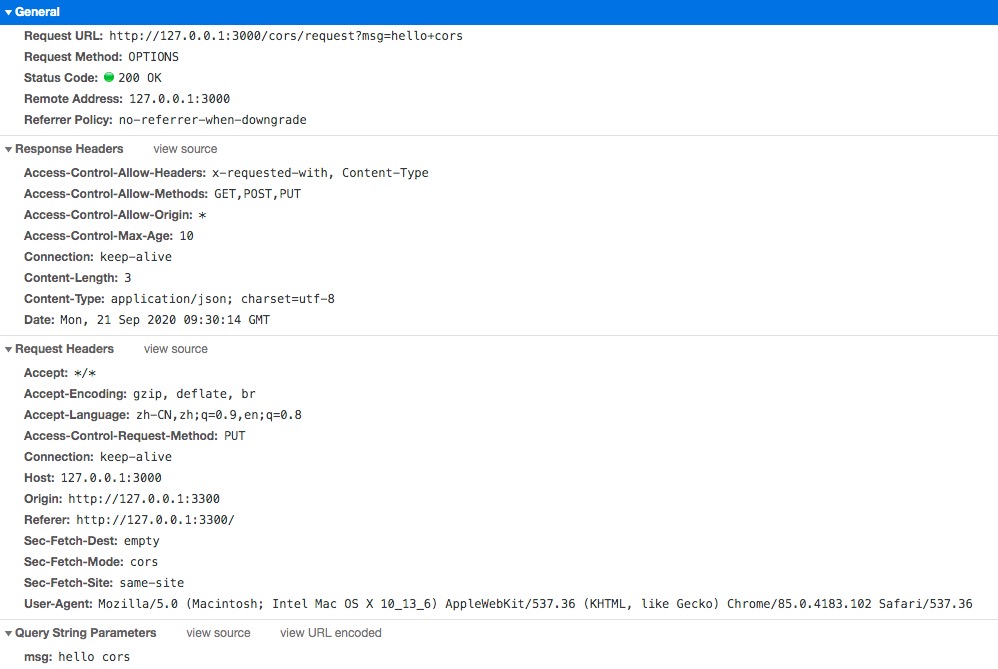 General
Request URL: http://127.0.0.1:3000/cors/request?msg=hello+cors
Request Method: OPTIONS
Status Code: 200 OK
Remote Address: 127.0.0.1:3000
Referrer Policy: no-referrer-when-downgrade
Response Headers view source
Access-Control-Allow-Headers: x-requested-with, Content-Type
Access-Control-Allow-Methods: GET,POST,PUT
Access-Control-Allow-Origin: *
Access-Control-Max-Age: 10
Connection: keep-alive
Content-Length: 3
Content-Type: application/json; charset=utf-8
Date: Mon, 21 Sep 2020 09:30:14 GMT
Request Headers view source
Accept: */*
Accept-Encoding: gzip, deflate, br
Accept-Language: zh-CN,zh;q=0.9,en;q=0.8
Access-Control-Request-Method: PUT
Connection: keep-alive
Host: 127.0.0.1:3000
Origin: http://127.0.0.1:3300
Referer: http://127.0.0.1:3300/
Sec-Fetch-Dest: empty
Sec-Fetch-Mode: cors
Sec-Fetch-Site: same-site
User-Agent: Mozilla/5.0 (Macintosh; Intel Mac OS X 10_13_6) AppleWebKit/537.36 (KHTML, like Gecko) Chrome/85.0.4183.102 Safari/537.36
Query String Parameters view source view URL encoded
msg: hello cors